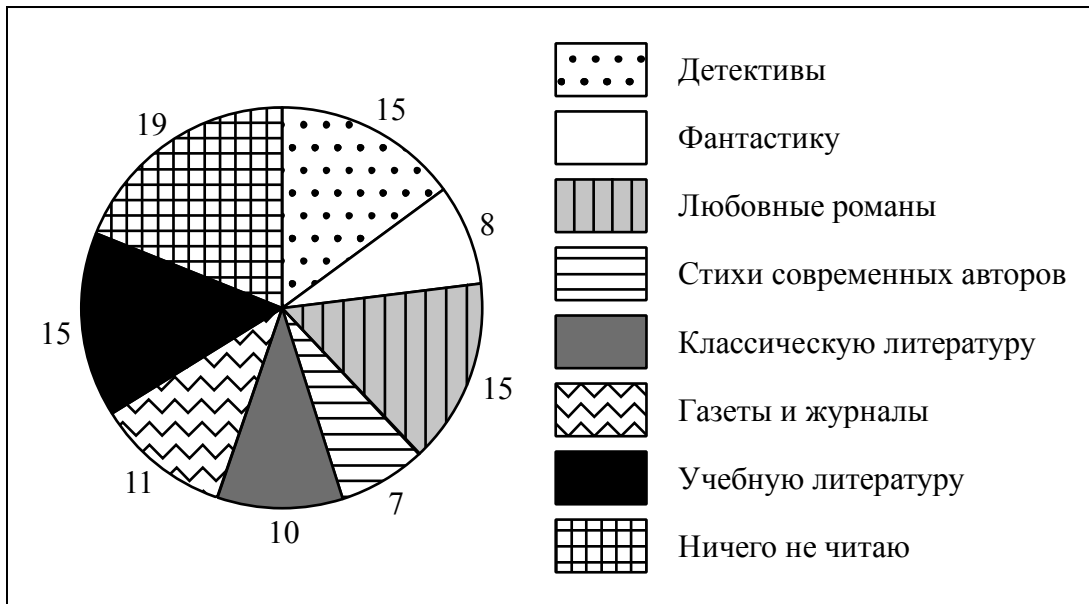 19
15
8
15
7
10
11
15
Детективы
Фантастику
Любовные романы
Стихи современных авторов
Классическую литературу
Газеты и журналы
Учебную литературу
Ничего не читаю